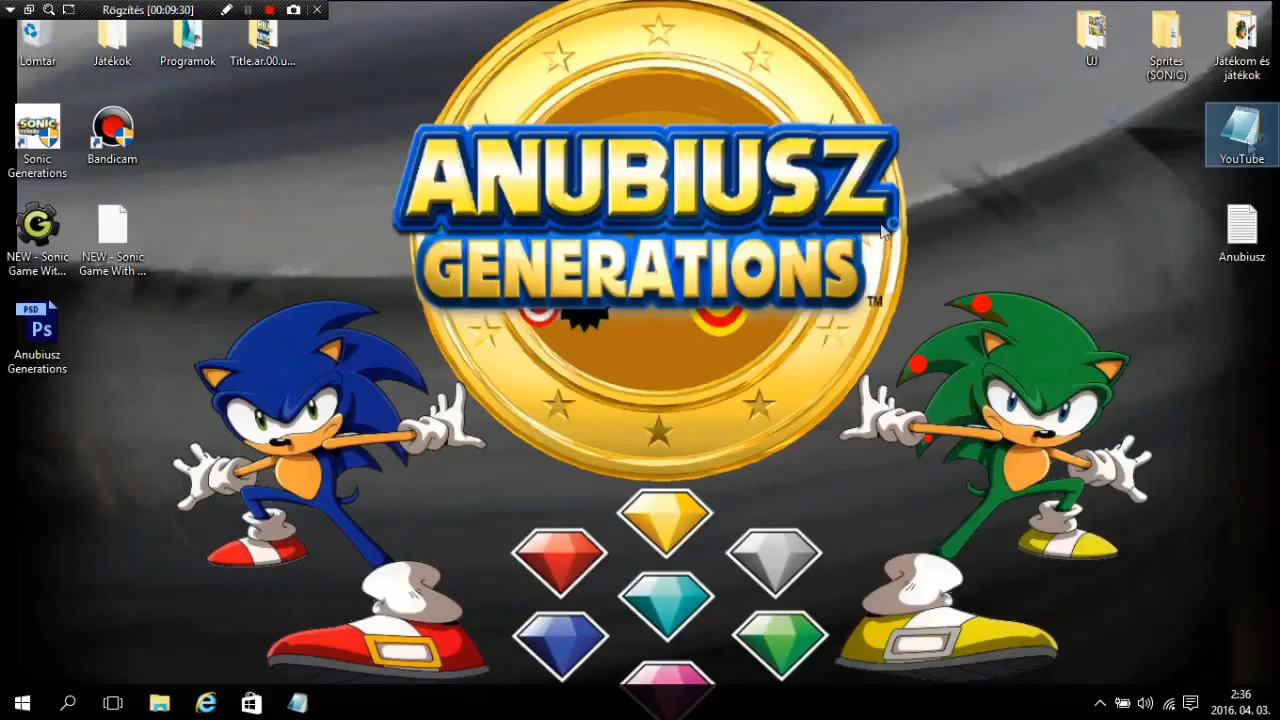 Rögzítés [00:09:30]
Lomtár
Játékok
Programok
Title.ar.00.u...
ÚJ
Sprites
(SONIC)
Játékom és
játékok
SONIC
Sonic
Generations
Bandicam
YouTube
ANUBIUSZ
GENERATIONS
TM
NEW - Sonic
Game Wit...
NEW - Sonic
Game With ...
Anubiusz
PSD
Ps
Anubiusz
Generations
2:36
2016. 04. 03.